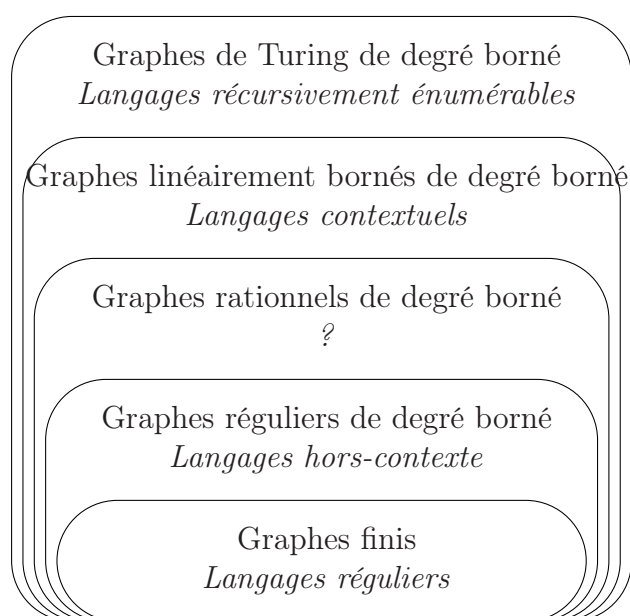 Graphes de Turing de degré borné
Langages récursivement énumérables
Graphes linéairement bornés de degré borné
Langages contextuels
Graphes rationnels de degré borné
?
Graphes réguliers de degré borné
Langages hors-contexte
Graphes finis
Langages réguliers